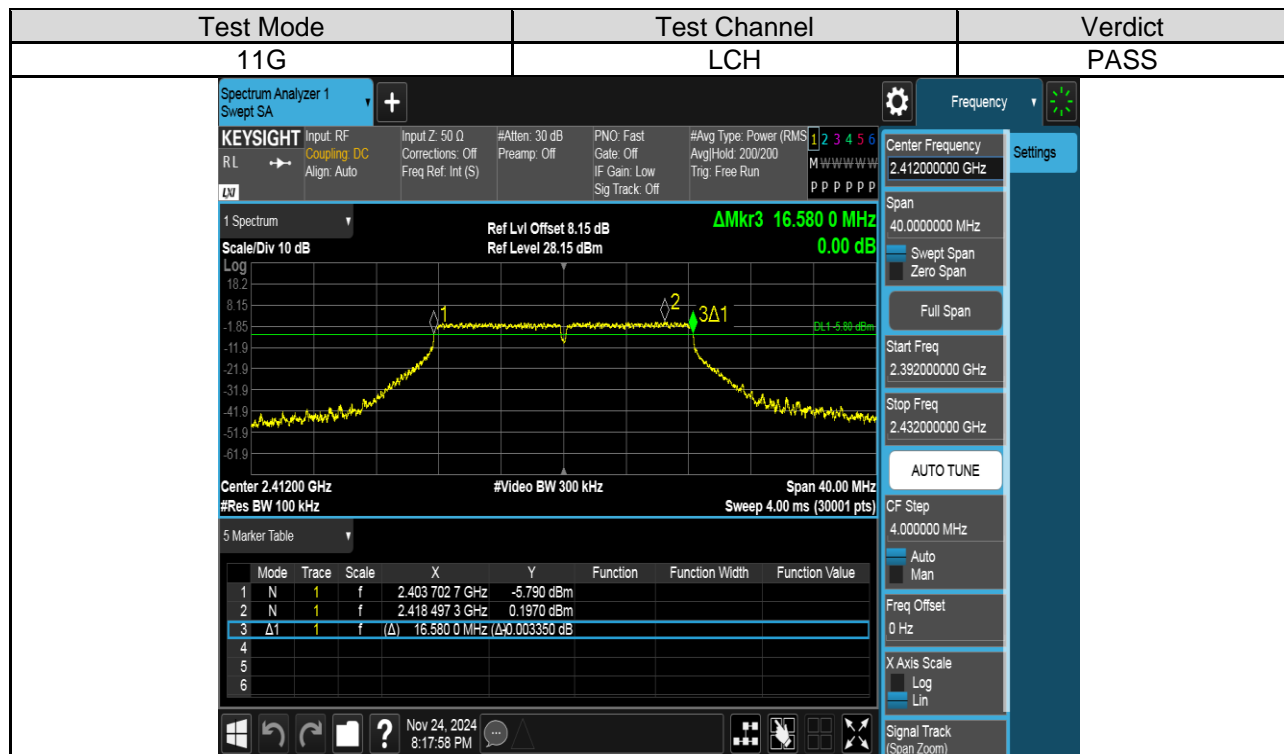 Test Mode Test Channel Verdict
11G LCH PASS
Spectrum Analyzer 1
Swept SA
+
Frequency
KEYSIGHT
RL
LXI
Input: RF
Coupling: DC
Align: Auto
Input Z: 50 Ω
Corrections: Off
Freq Ref: Int (S)
#Atten: 30 dB
Preamp: Off
PNO: Fast
Gate: Off
IF Gain: Low
Sig Track: Off
#Avg Type: Power (RMS
Avg|Hold: 200/200
Trig: Free Run
1 2 3 4 5 6
M W W W W W
P P P P P P
Center Frequency
2.412000000 GHz
Settings
Span
40.0000000 MHz
Swept Span
Zero Span
Full Span
Start Freq
2.392000000 GHz
Stop Freq
2.432000000 GHz
AUTO TUNE
CF Step
4.000000 MHz
Auto
Man
Freq Offset
0 Hz
X Axis Scale
Log
Lin
Signal Track
(Span Zoom)
1 Spectrum
Scale/Div 10 dB
Ref Lvl Offset 8.15 dB
Ref Level 28.15 dBm
ΔMkr3 16.580 0 MHz
0.00 dB
Log
18.2
8.15
-1.85
-11.9
-21.9
-31.9
-41.9
-51.9
-61.9
1
2
3Δ1
DL1 -5.80 dBm
Center 2.41200 GHz
#Res BW 100 kHz
#Video BW 300 kHz
Span 40.00 MHz
Sweep 4.00 ms (30001 pts)
5 Marker Table
Mode Trace Scale X Y Function Function Width Function Value
1 N 1 f 2.403 702 7 GHz -5.790 dBm
2 N 1 f 2.418 497 3 GHz 0.1970 dBm
3 Δ1 1 f (Δ) 16.580 0 MHz (Δ) 0.003350 dB
4
5
6
?
Nov 24, 2024
8:17:58 PM